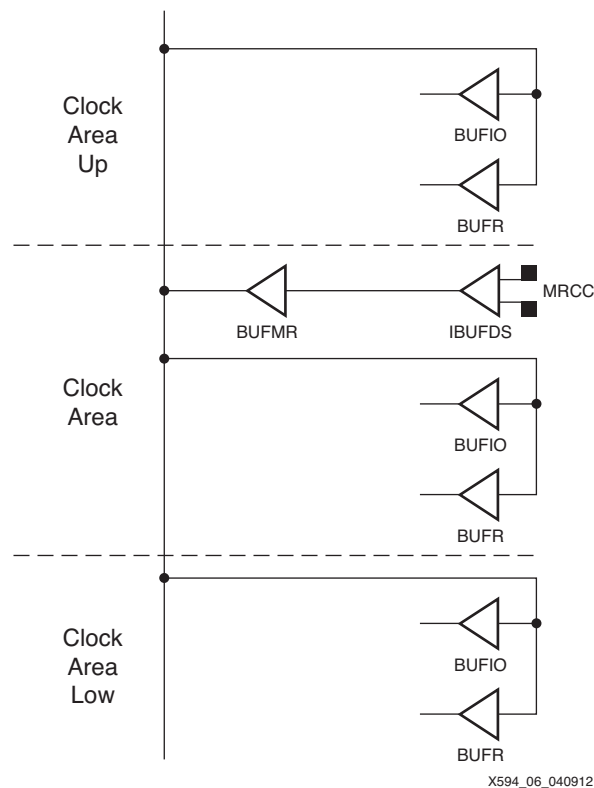 Clock
Area
Up
BUFIO
BUFR
MRCC
BUFMR
IBUFDS
Clock
Area
BUFIO
BUFR
Clock
Area
Low
BUFIO
BUFR
X594_06_040912